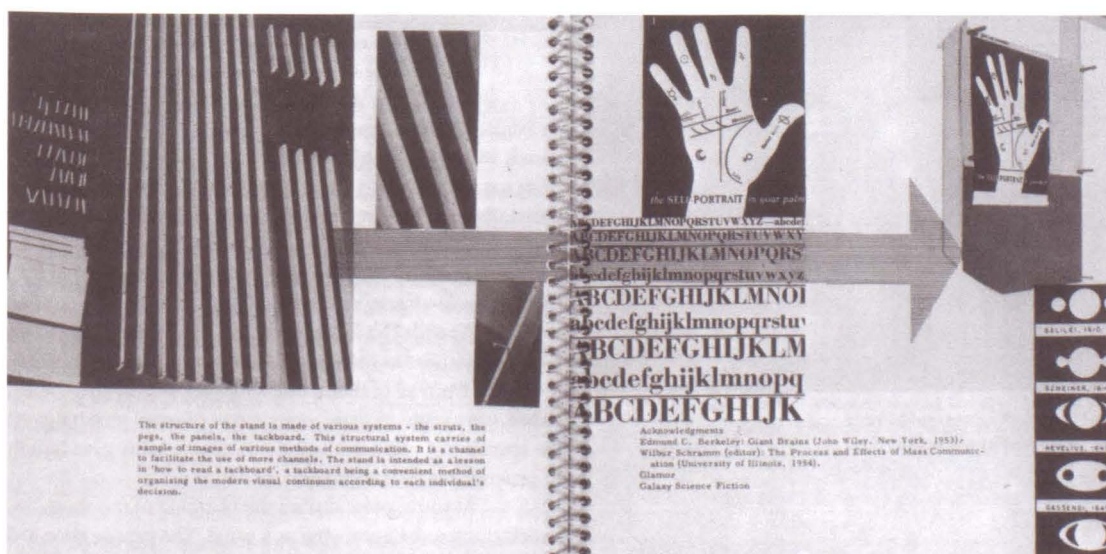 The structure of the stand is made of various systems - the struts, the
pegs, the panels, the tackboard. This structural system carries of
sample of images of various methods of communication. It is a channel
to facilitate the use of more channels. The stand is intended as a lesson
in 'how to read a tackboard', a tackboard being a convenient method of
organising the modern visual continuum according to each individual's
decision.
the SELF-PORTRAIT in your palm
ABCDEFGHIJKLMNOPQRSTUVWXYZ—abcdef
ABCDEFGHIJKLMNOPQRSTUVWXY
ABCDEFGHIJKLMNOPQRS
abcdefghijklmnopqrstuvwxyz
ABCDEFGHIJKLMNO
abcdefghijklmnopqrstuv
ABCDEFGHIJKLM
abcdefghijklmnopq
ABCDEFGHIJK
Acknowledgments
Edmund C. Berkeley: Giant Brains (John Wiley, New York, 1953);
Wilbur Schramm (editor): The Process and Effects of Mass Communic-
ation (University of Illinois, 1954).
Glamor
Galaxy Science Fiction
the SELF PORTRAIT
GALILEI, 1610
SCHEINER,
HEVELIUS,
GASSENDI,